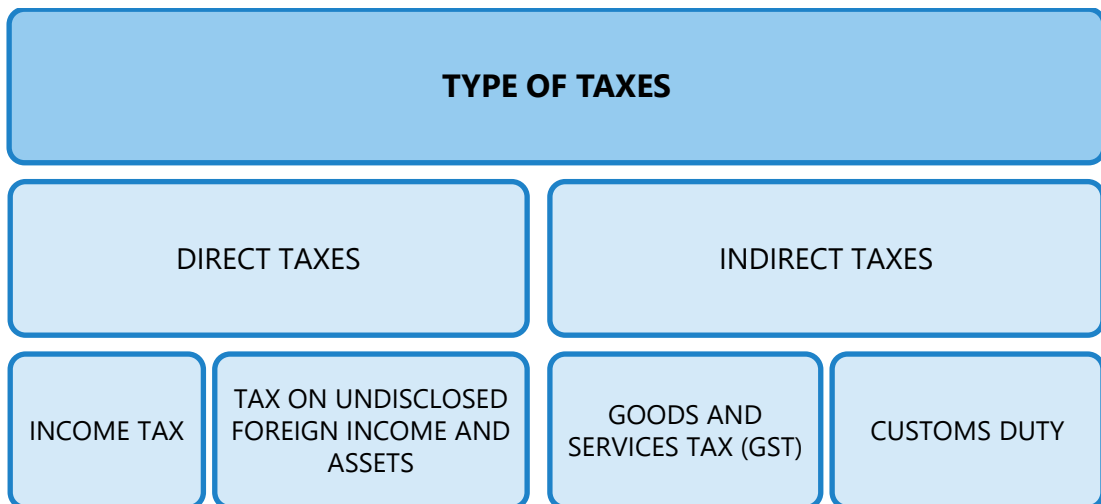 TYPE OF TAXES
DIRECT TAXES
INDIRECT TAXES
INCOME TAX
TAX ON UNDISCLOSED
FOREIGN INCOME AND
ASSETS
GOODS AND
SERVICES TAX (GST)
CUSTOMS DUTY